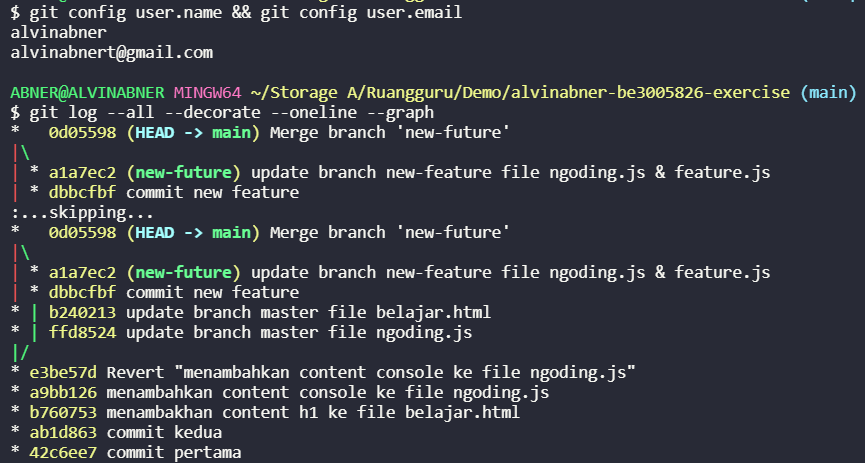 $ git config user.name && git config user.email
alvinabner
alvinabnert@gmail.com
ABNER@ALVINABNER MINGW64 ~/Storage A/Ruangguru/Demo/alvinabner-be3005826-exercise (main)
$ git log --all --decorate --oneline --graph
*   0d05598 (HEAD -> main) Merge branch 'new-future'
|\
| * a1a7ec2 (new-future) update branch new-feature file ngoding.js & feature.js
| * dbbcfbf commit new feature
:...skipping...
*   0d05598 (HEAD -> main) Merge branch 'new-future'
|\
| * a1a7ec2 (new-future) update branch new-feature file ngoding.js & feature.js
| * dbbcfbf commit new feature
* | b240213 update branch master file belajar.html
* | ffd8524 update branch master file ngoding.js
|/
* e3be57d Revert "menambahkan content console ke file ngoding.js"
* a9bb126 menambahkan content console ke file ngoding.js
* b760753 menambakhan content h1 ke file belajar.html
* ab1d863 commit kedua
* 42c6ee7 commit pertama